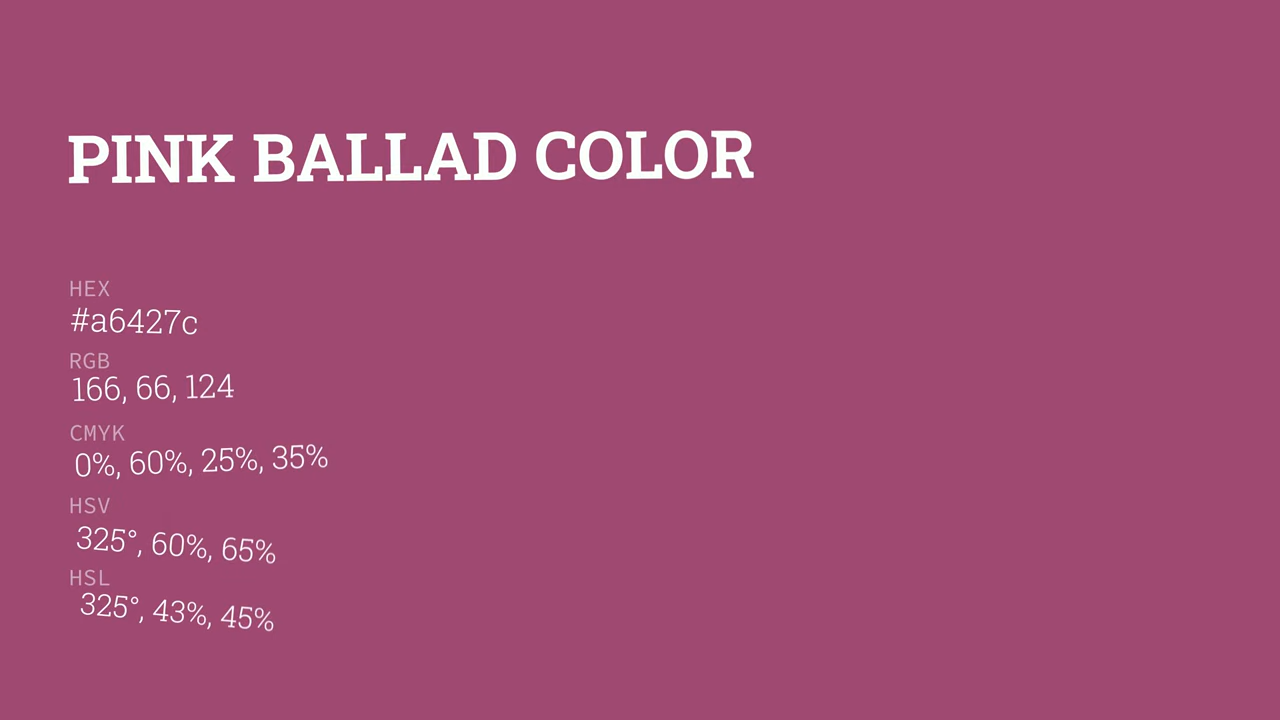 PINK BALLAD COLOR
HEX
#a6427c
RGB
166, 66, 124
CMYK
0%, 60%, 25%, 35%
HSV
325°, 60%, 65%
HSL
325°, 43%, 45%